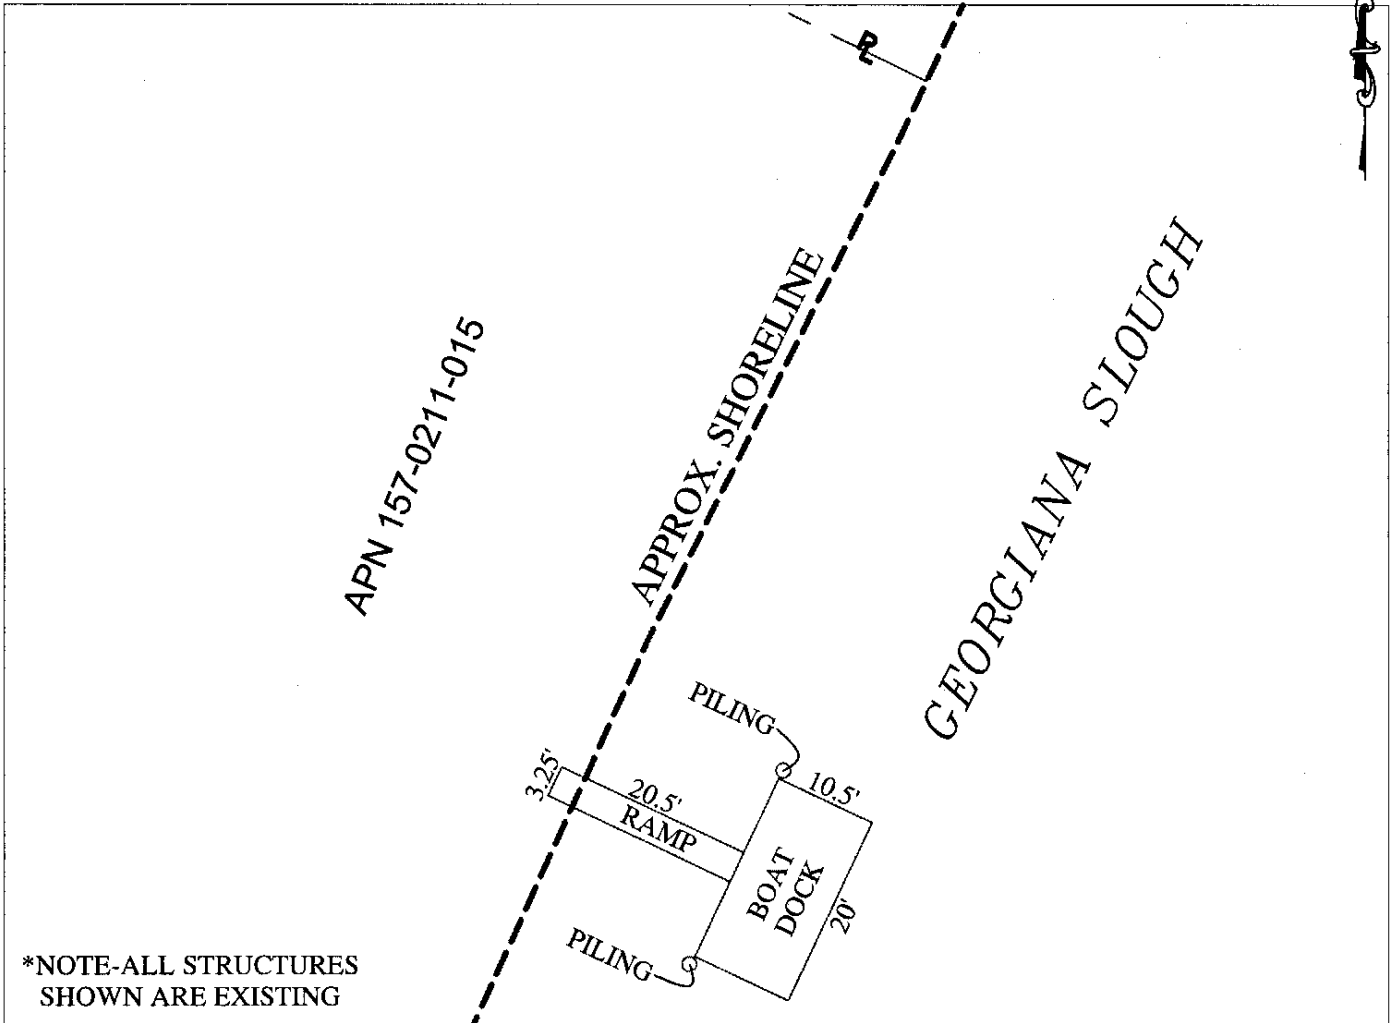 PL
APN 157-0211-015
APPROX. SHORELINE
GEORGIANA SLOUGH
PILING
3.25'
20.5'
RAMP
10.5'
BOAT
DOCK
20'
PILING
*NOTE-ALL STRUCTURES
SHOWN ARE EXISTING